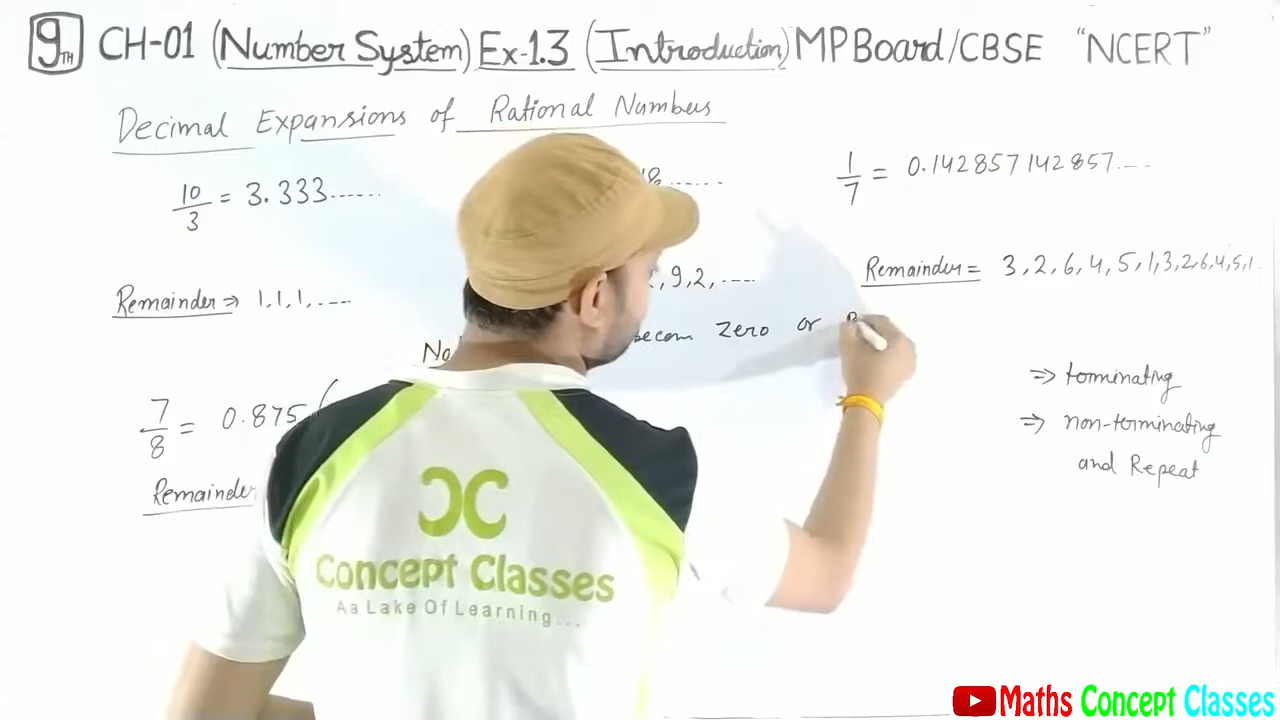 9TH CH-01 (Number System) Ex-1.3 (Introduction) MP Board/CBSE "NCERT"
Decimal Expansions of Rational Numbers
10/3 = 3.333......
18......
1/7 = 0.142857142857....
Remainder ⇒ 1,1,1,....
,9,2,....
Remainder = 3,2,6,4,5,1,3,2,6,4,5,1.
becom Zero or
7/8 = 0.875
Remainder
⇒ terminating
⇒ non-terminating
and Repeat
ƆC
Concept Classes
Aa Lake Of Learning...
Maths Concept Classes